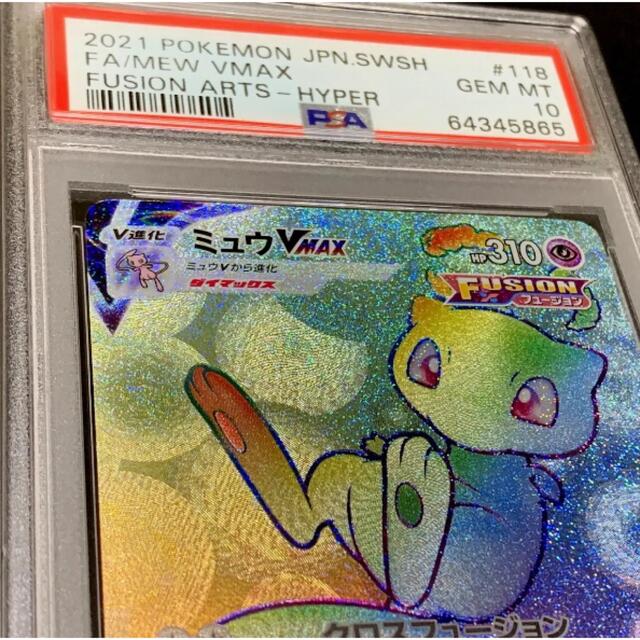 2021 POKEMON JPN.SWSH #118
FA/MEW VMAX GEM MT
FUSION ARTS-HYPER 10
PSA 64345865
V進化 ミュウVMAX HP310
ミュウVから進化
ダイマックス
FUSION
フュージョン
クロスフュージョン